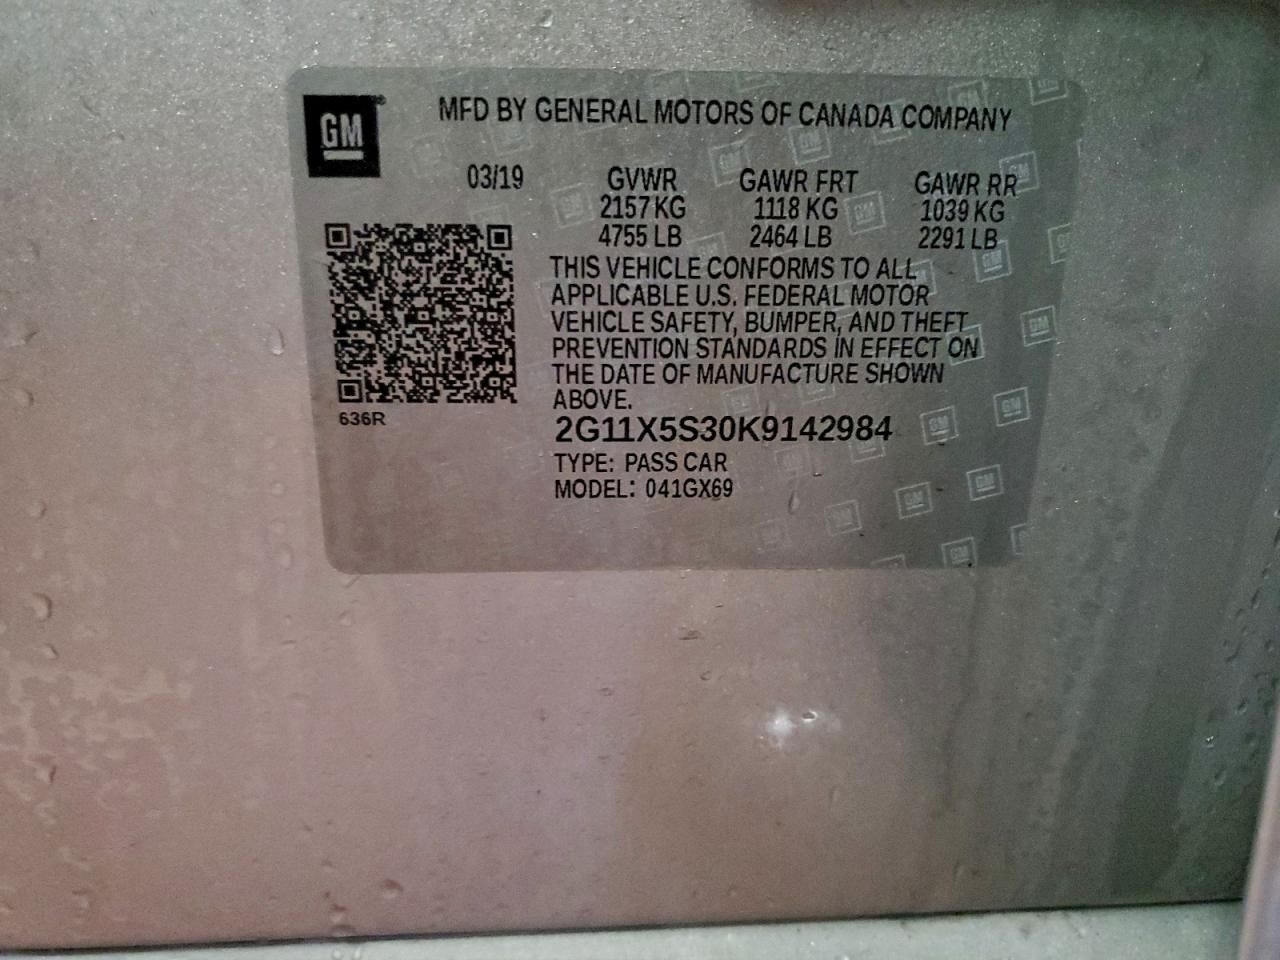 GM
MFD BY GENERAL MOTORS OF CANADA COMPANY
03/19 GVWR GAWR FRT GAWR RR
2157 KG 1118 KG 1039 KG
4755 LB 2464 LB 2291 LB
THIS VEHICLE CONFORMS TO ALL
APPLICABLE U.S. FEDERAL MOTOR
VEHICLE SAFETY, BUMPER, AND THEFT
PREVENTION STANDARDS IN EFFECT ON
THE DATE OF MANUFACTURE SHOWN
ABOVE.
636R
2G11X5S30K9142984
TYPE: PASS CAR
MODEL: 041GX69